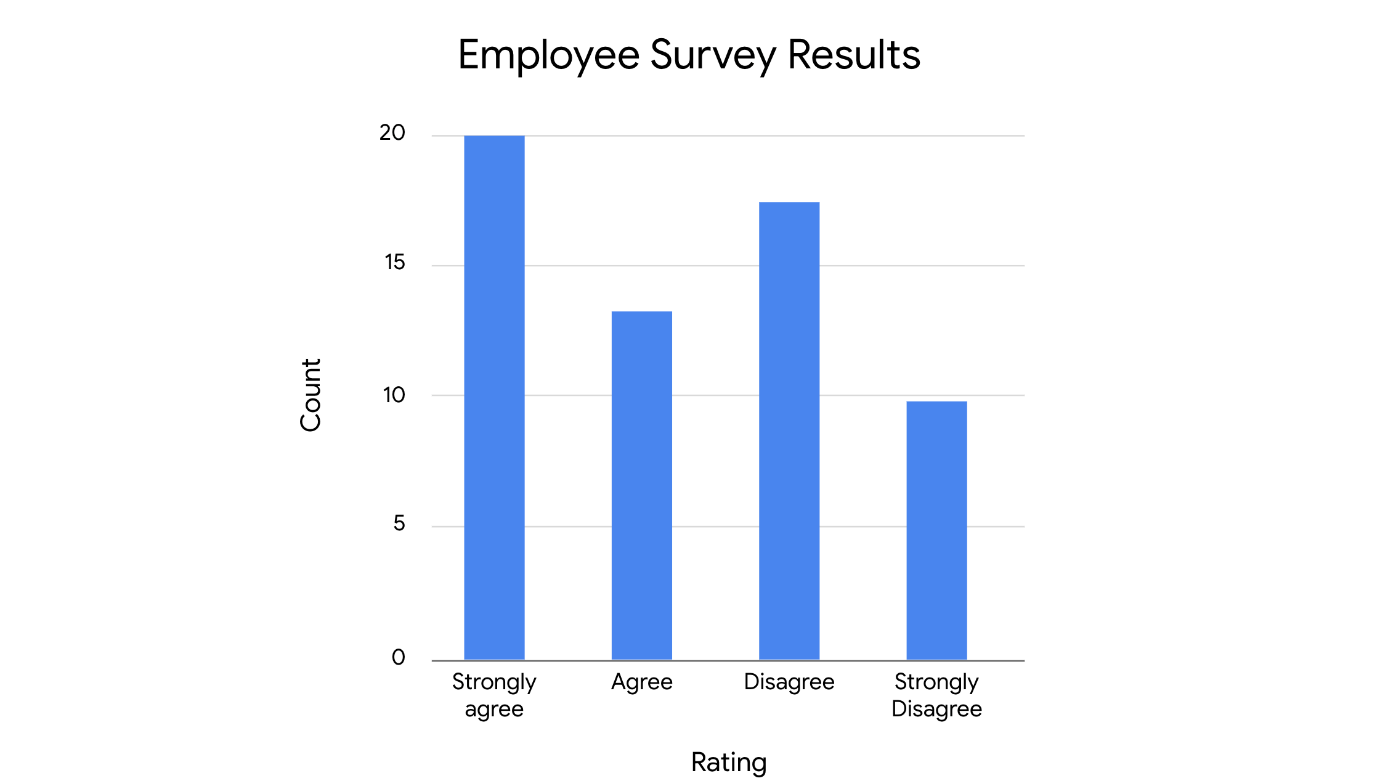 Employee Survey Results
20
15
10
5
0
Count
Strongly
agree
Agree
Disagree
Strongly
Disagree
Rating